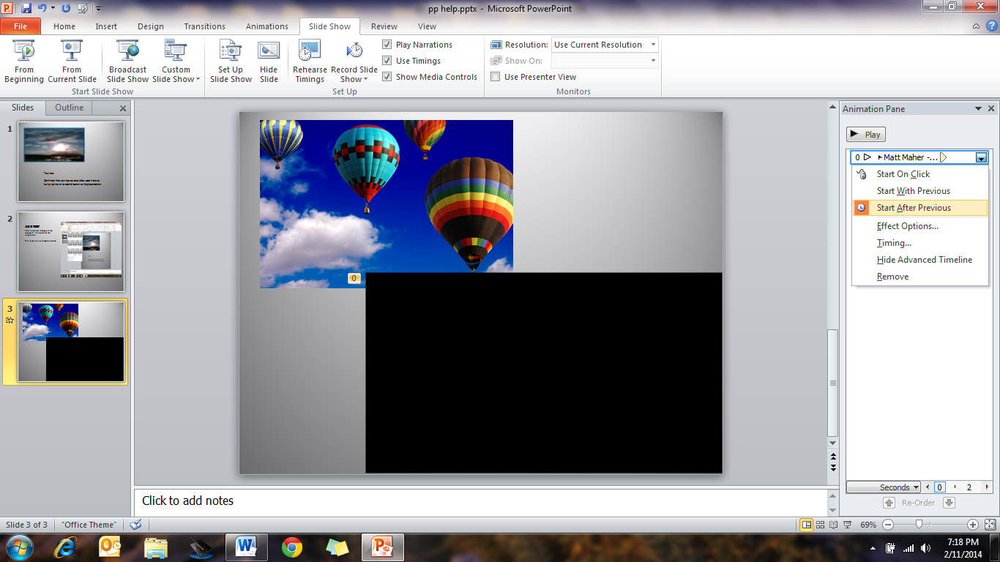 pp help.pptx - Microsoft PowerPoint
File Home Insert Design Transitions Animations Slide Show Review View
From Beginning
From Current Slide
Broadcast Slide Show
Custom Slide Show
Start Slide Show
Set Up Slide Show
Hide Slide
Rehearse Timings
Record Slide Show
Play Narrations
Use Timings
Show Media Controls
Set Up
Resolution: Use Current Resolution
Show On:
Use Presenter View
Monitors
Slides Outline
1
2
3
0
Animation Pane
Play
0 Matt Maher -...
Start On Click
Start With Previous
Start After Previous
Effect Options...
Timing...
Hide Advanced Timeline
Remove
Seconds 0 2
Re-Order
Click to add notes
Slide 3 of 3 "Office Theme" 69%
7:18 PM
2/11/2014